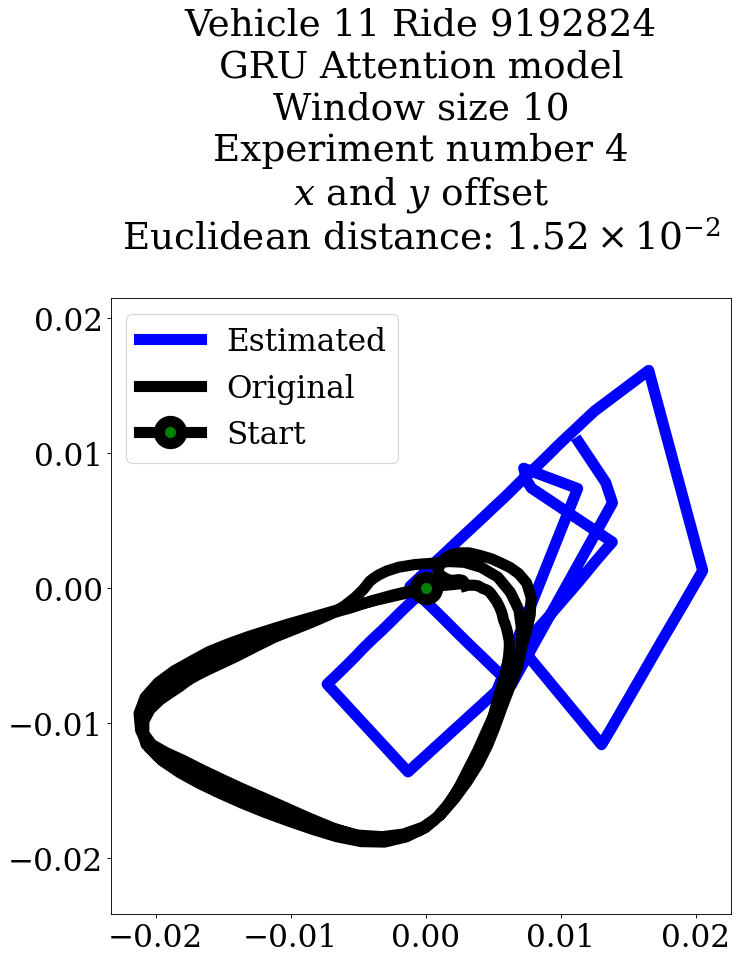 Vehicle 11 Ride 9192824
GRU Attention model
Window size 10
Experiment number 4
x and y offset
Euclidean distance: 1.52 × 10⁻²
0.02
0.01
0.00
−0.01
−0.02
Estimated
Original
Start
−0.02 −0.01 0.00 0.01 0.02